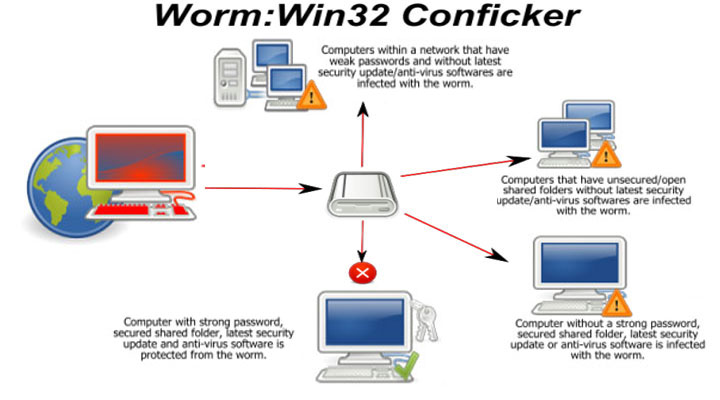 Worm:Win32 Conficker
Computers within a network that have
weak passwords and without latest
security update/anti-virus softwares are
infected with the worm.
Computers that have unsecured/open
shared folders without latest security
update/anti-virus softwares are infected
with the worm.
Computer with strong password,
secured shared folder, latest security
update and anti-virus software is
protected from the worm.
Computer without a strong password,
secured shared folder, latest security
update or anti-virus software is infected
with the worm.